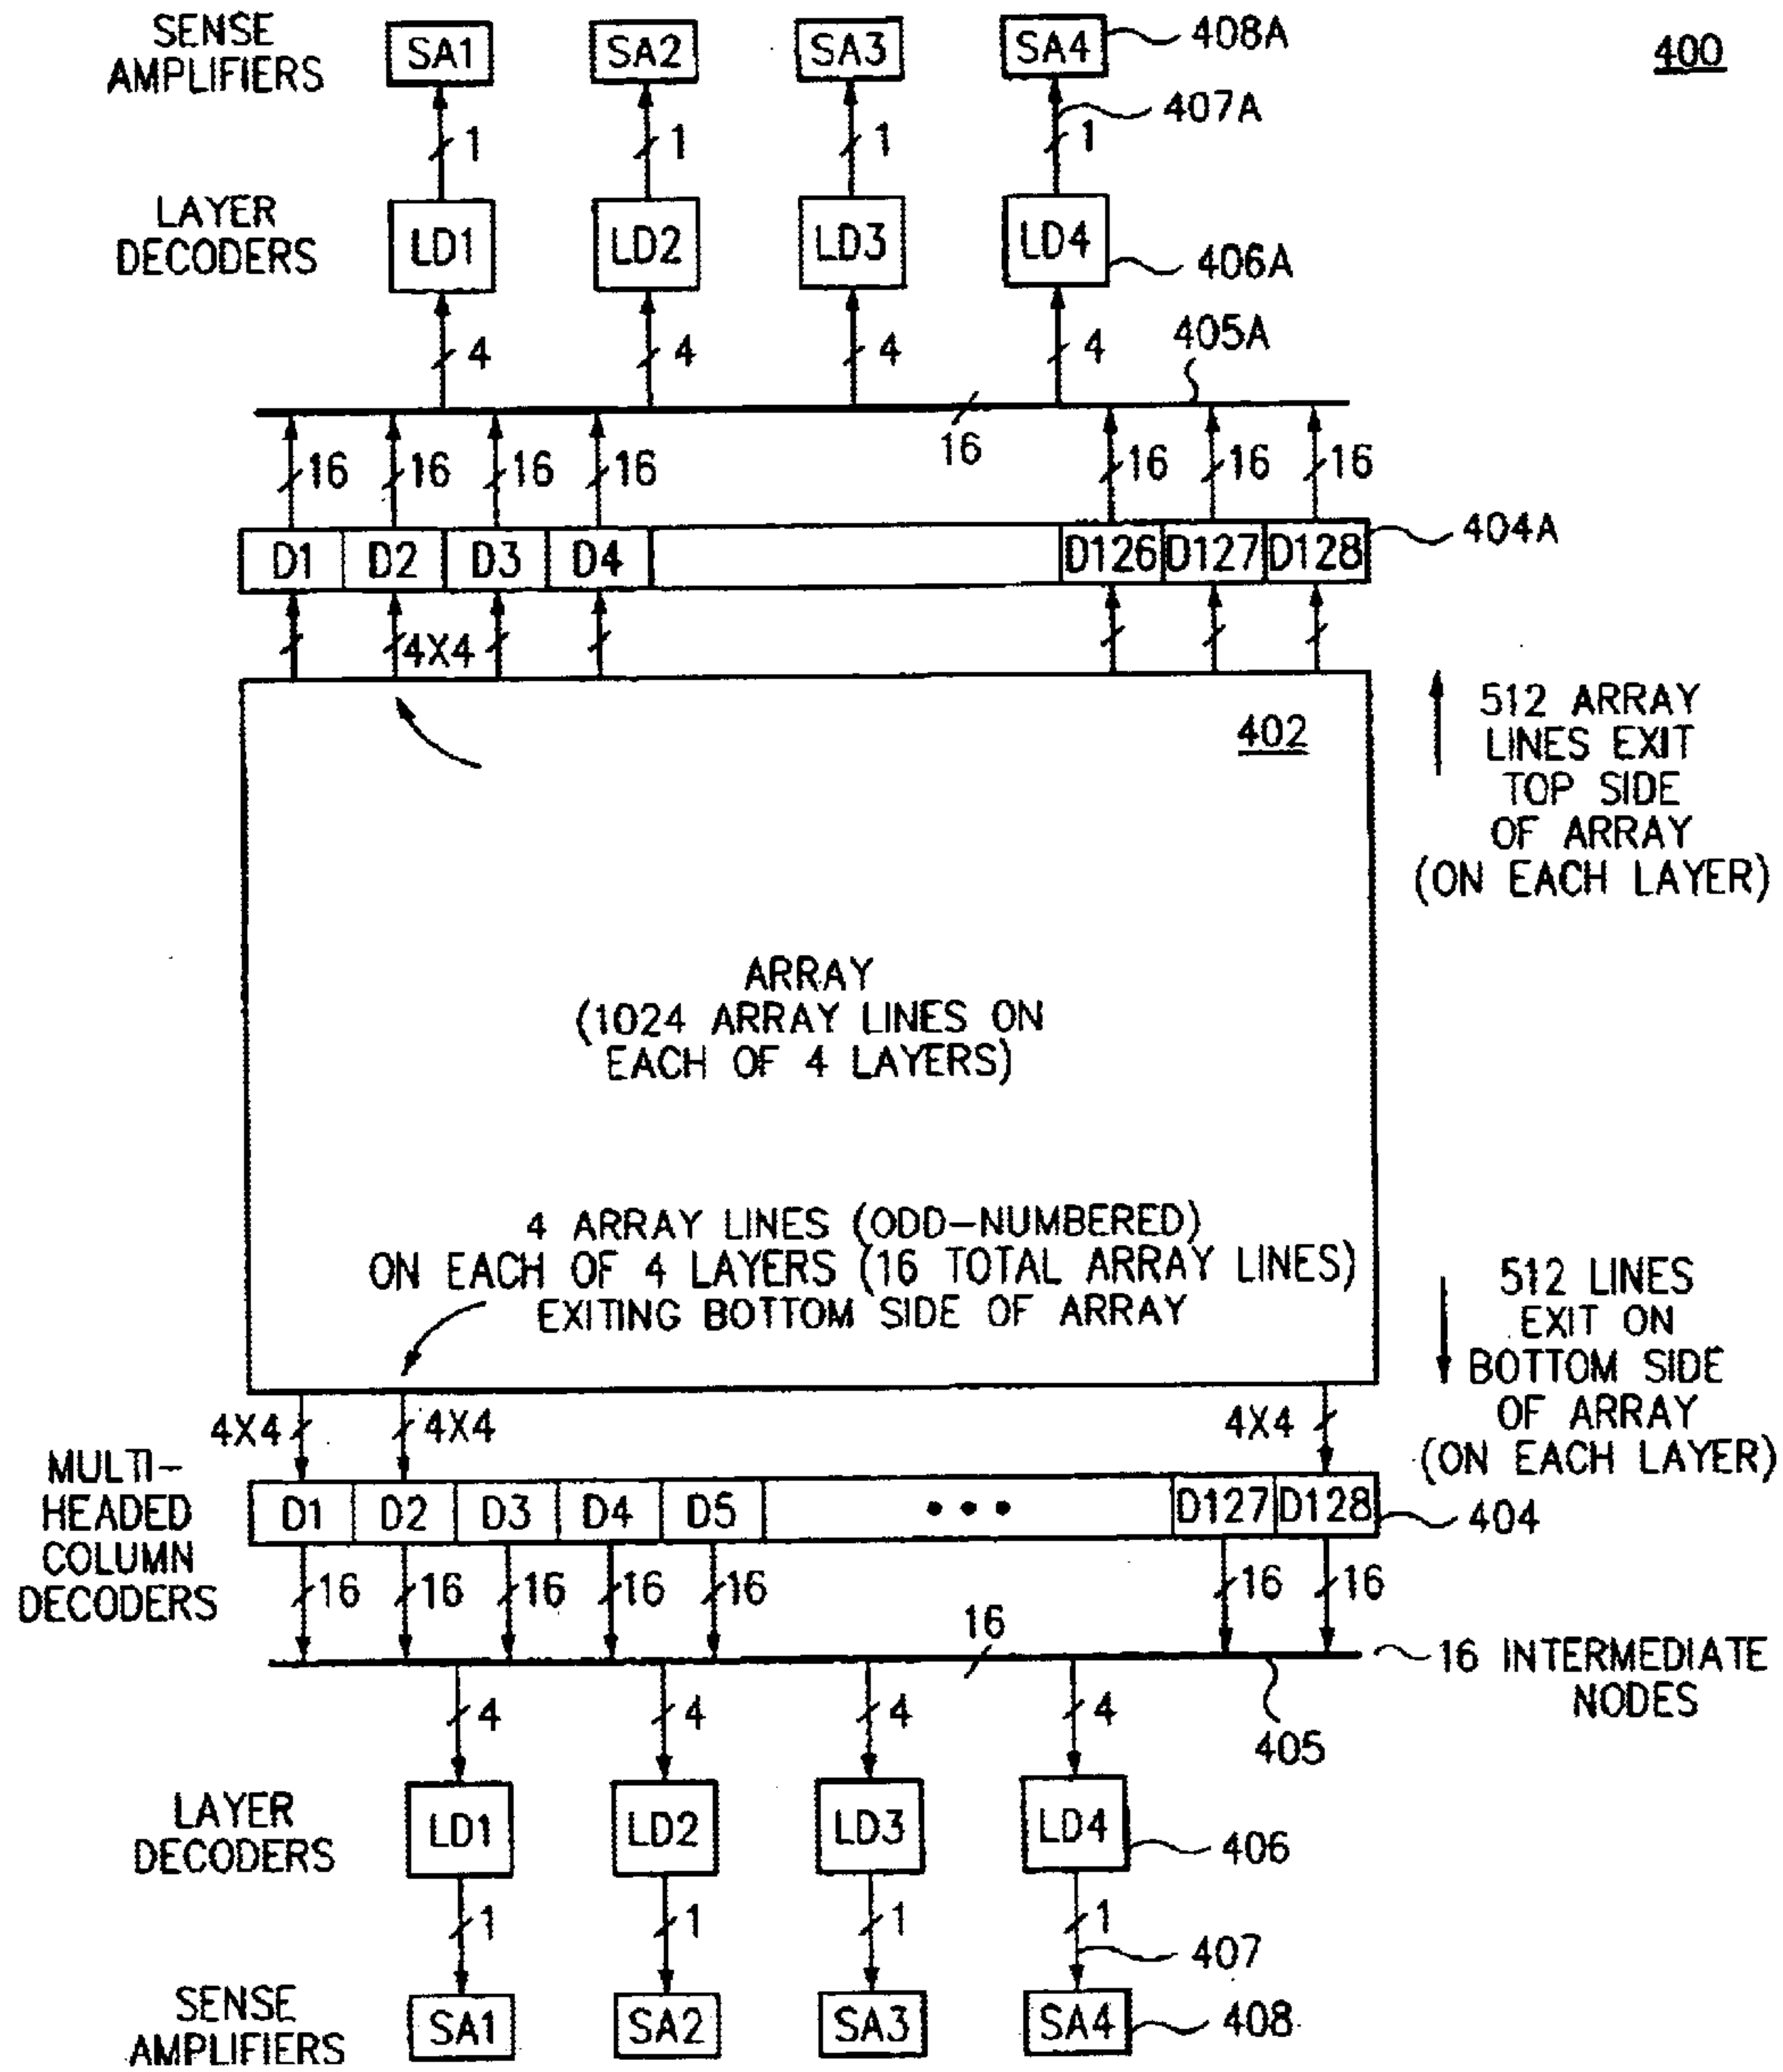 400
SENSE
AMPLIFIERS
SA1 SA2 SA3 SA4 408A
407A
1 1 1 1
LAYER
DECODERS
LD1 LD2 LD3 LD4 406A
4 4 4 4
405A
16
16 16 16 16 16 16 16
D1 D2 D3 D4 D126 D127 D128 404A
4X4
402
512 ARRAY
LINES EXIT
TOP SIDE
OF ARRAY
(ON EACH LAYER)
ARRAY
(1024 ARRAY LINES ON
EACH OF 4 LAYERS)
4 ARRAY LINES (ODD-NUMBERED)
ON EACH OF 4 LAYERS (16 TOTAL ARRAY LINES)
EXITING BOTTOM SIDE OF ARRAY
512 LINES
EXIT ON
BOTTOM SIDE
OF ARRAY
(ON EACH LAYER)
4X4 4X4 4X4
MULTI-
HEADED
COLUMN
DECODERS
D1 D2 D3 D4 D5 ••• D127 D128 404
16 16 16 16 16 16 16
16
16 INTERMEDIATE
NODES
405
4 4 4 4
LAYER
DECODERS
LD1 LD2 LD3 LD4 406
1 1 1 1
407
SENSE
AMPLIFIERS
SA1 SA2 SA3 SA4 408